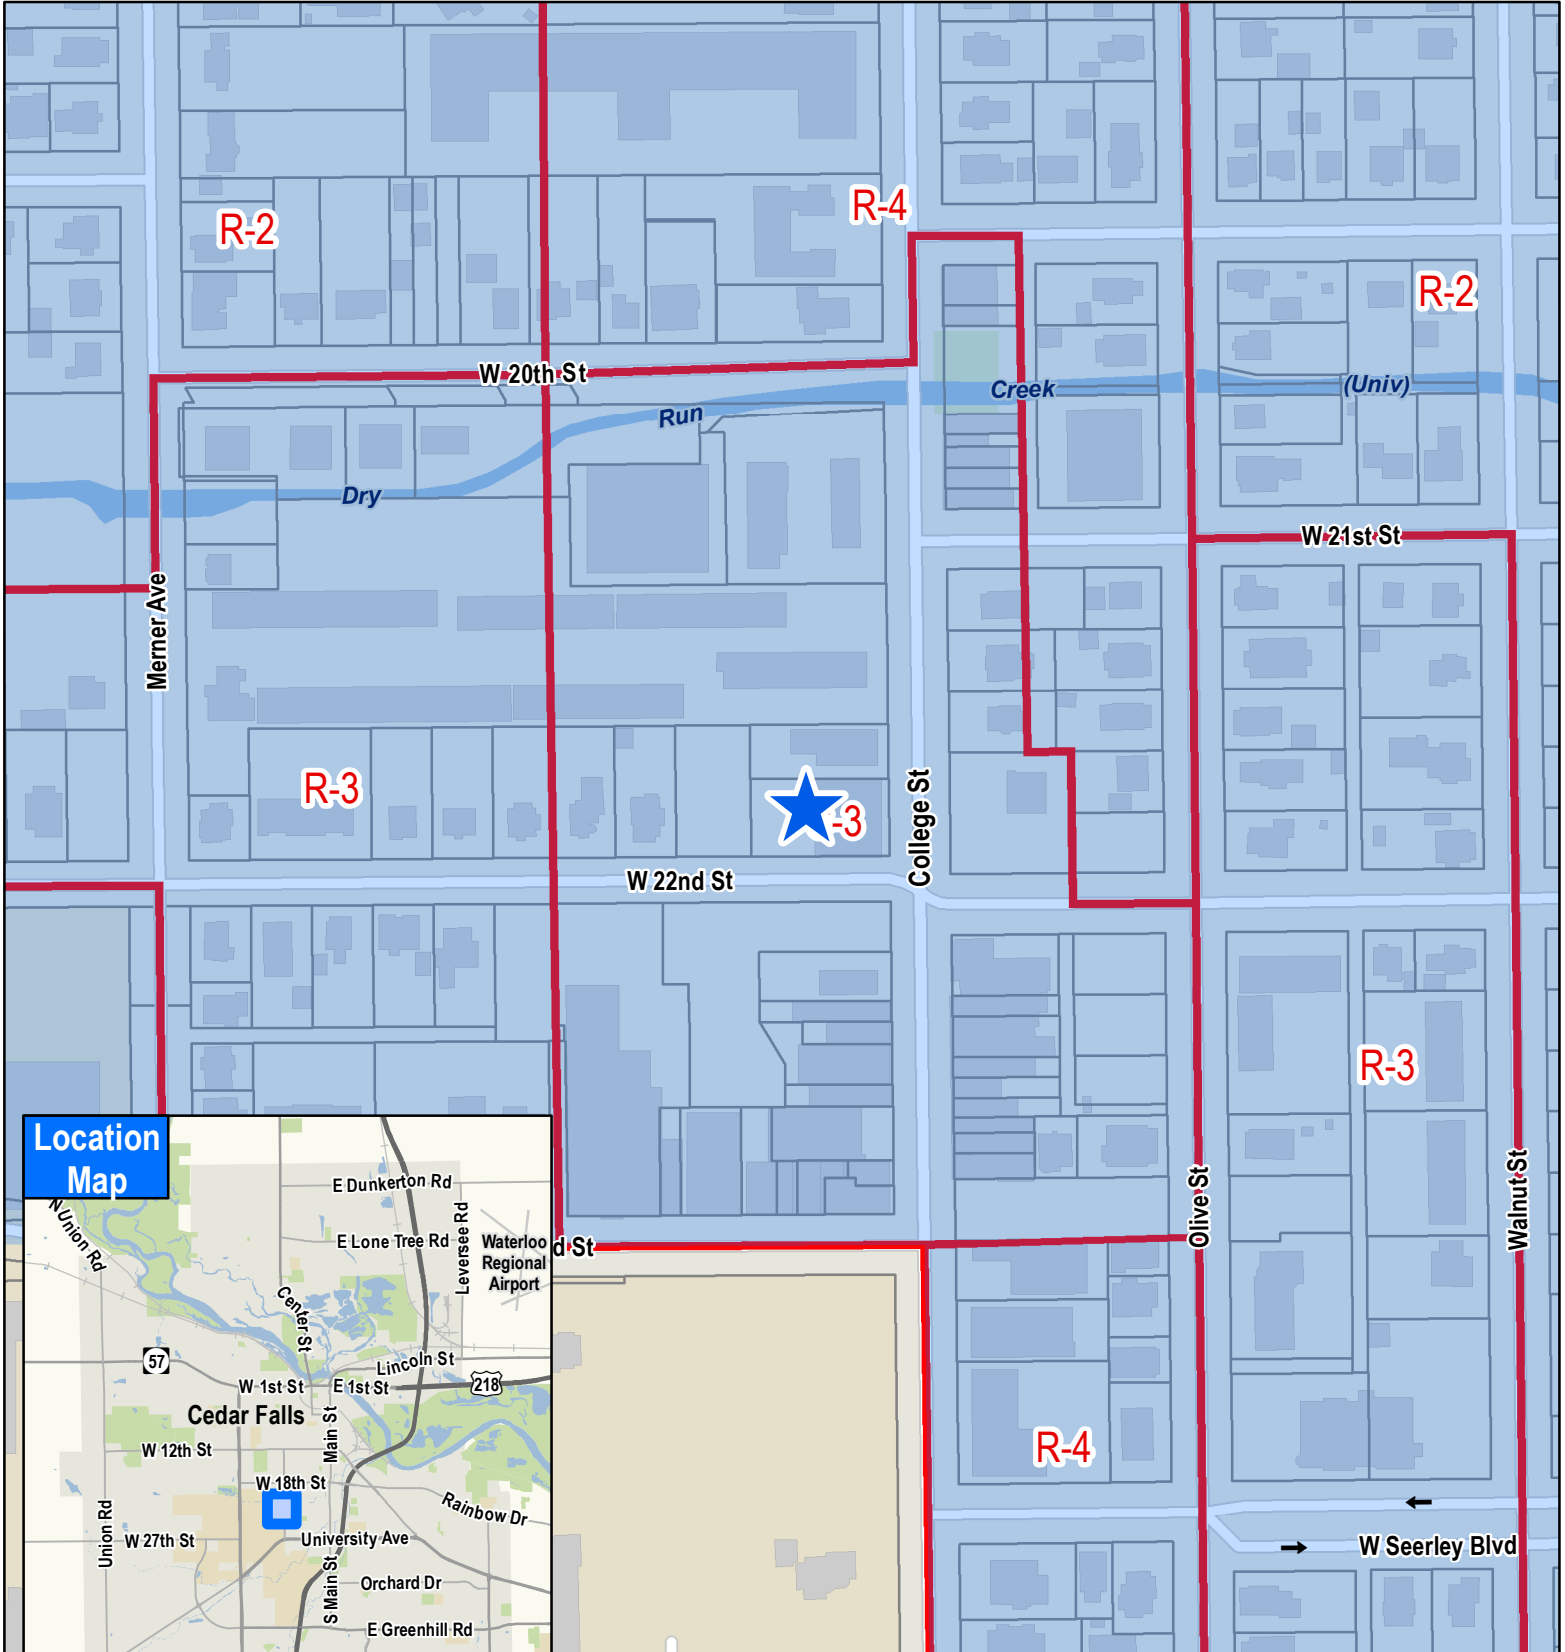 R-4
R-2
R-2
W 20th St
Creek
(Univ)
Run
Dry
W 21st St
Merner Ave
R-3
-3
College St
W 22nd St
R-3
Olive St
Walnut St
d St
R-4
W Seerley Blvd
Location
Map
N Union Rd
E Dunkerton Rd
E Lone Tree Rd
Leversee Rd
Waterloo
Regional
Airport
Center St
57
Lincoln St
W 1st St
E 1st St
218
Cedar Falls
Main St
W 12th St
W 18th St
Rainbow Dr
Union Rd
W 27th St
University Ave
S Main St
Orchard Dr
E Greenhill Rd